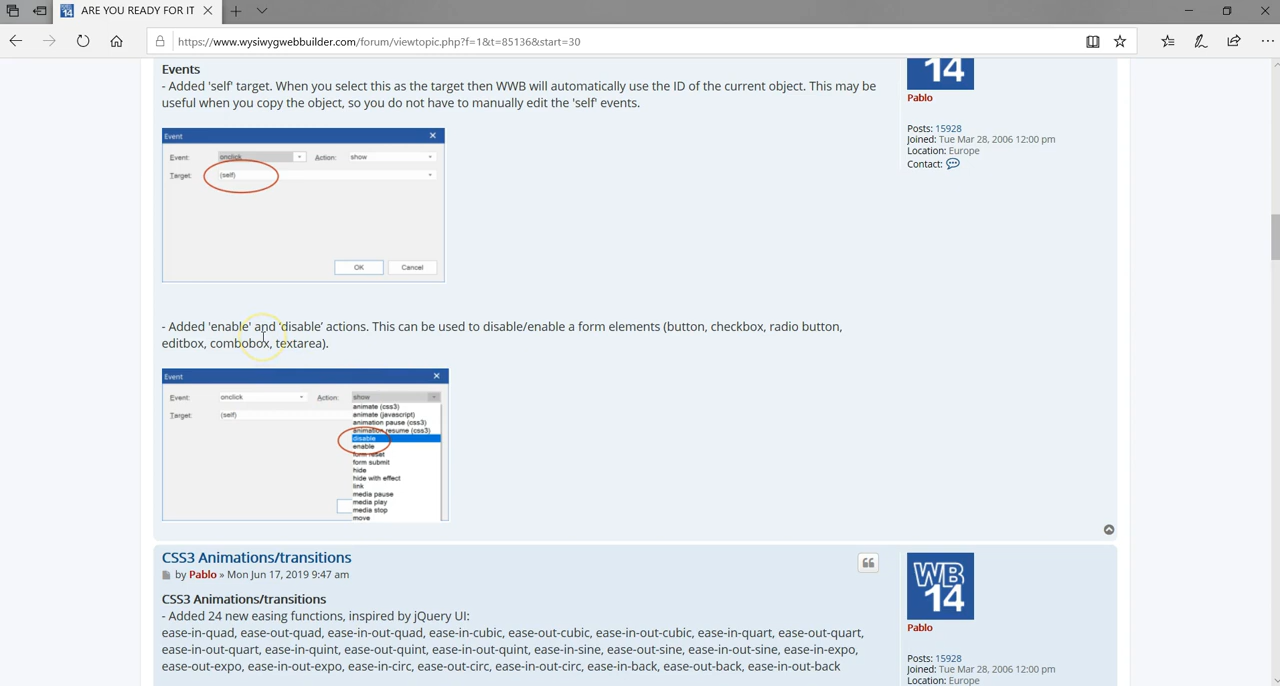 ARE YOU READY FOR IT
https://www.wysiwygwebbuilder.com/forum/viewtopic.php?f=1&t=85136&start=30
Events
- Added 'self' target. When you select this as the target then WWB will automatically use the ID of the current object. This may be
useful when you copy the object, so you do not have to manually edit the 'self' events.
14
Pablo
Posts: 15928
Joined: Tue Mar 28, 2006 12:00 pm
Location: Europe
Contact:
Event
Event: onclick Action: show
Target: (self)
OK Cancel
- Added 'enable' and 'disable' actions. This can be used to disable/enable a form elements (button, checkbox, radio button,
editbox, combobox, textarea).
Event
Event: onclick Action: show
Target: (self)
animate (css3)
animate (javascript)
animation pause (css3)
animation resume (css3)
disable
enable
form reset
form submit
hide
hide with effect
link
media pause
media play
media stop
move
CSS3 Animations/transitions
by Pablo » Mon Jun 17, 2019 9:47 am
CSS3 Animations/transitions
- Added 24 new easing functions, inspired by jQuery UI:
ease-in-quad, ease-out-quad, ease-in-out-quad, ease-in-cubic, ease-out-cubic, ease-in-out-cubic, ease-in-quart, ease-out-quart,
ease-in-out-quart, ease-in-quint, ease-out-quint, ease-in-out-quint, ease-in-sine, ease-out-sine, ease-in-out-sine, ease-in-expo,
ease-out-expo, ease-in-out-expo, ease-in-circ, ease-out-circ, ease-in-out-circ, ease-in-back, ease-out-back, ease-in-out-back
WB
14
Pablo
Posts: 15928
Joined: Tue Mar 28, 2006 12:00 pm
Location: Europe